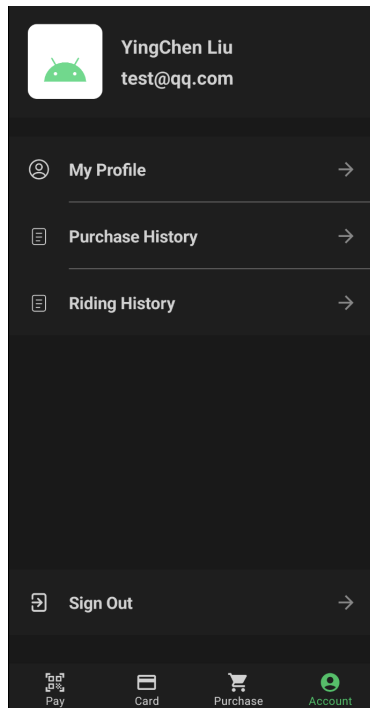 YingChen Liu
test@qq.com
My Profile
Purchase History
Riding History
Sign Out
Pay
Card
Purchase
Account